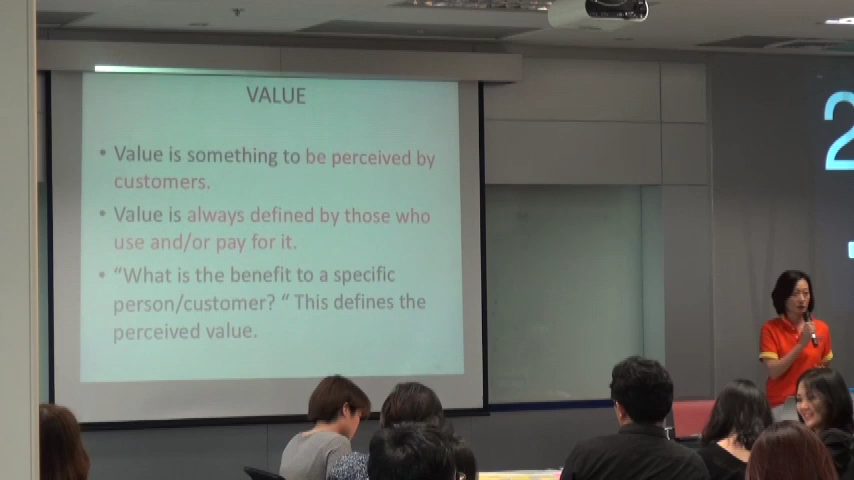 VALUE
• Value is something to be perceived by
customers.
• Value is always defined by those who
use and/or pay for it.
• “What is the benefit to a specific
person/customer? “ This defines the
perceived value.
2